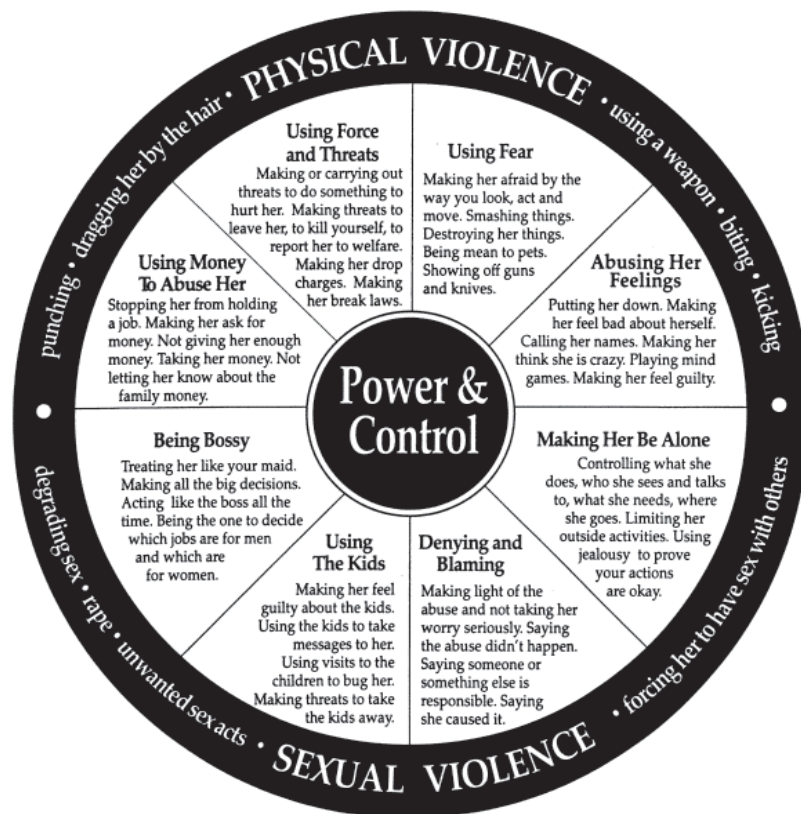 PHYSICAL VIOLENCE
punching • dragging her by the hair •
• using a weapon • biting • kicking
Using Force
and Threats
Making or carrying out
threats to do something to
hurt her. Making threats to
leave her, to kill yourself, to
report her to welfare.
Making her drop
charges. Making
her break laws.
Using Fear
Making her afraid by the
way you look, act and
move. Smashing things.
Destroying her things.
Being mean to pets.
Showing off guns
and knives.
Abusing Her
Feelings
Putting her down. Making
her feel bad about herself.
Calling her names. Making her
think she is crazy. Playing mind
games. Making her feel guilty.
Making Her Be Alone
Controlling what she
does, who she sees and talks
to, what she needs, where
she goes. Limiting her
outside activities. Using
jealousy to prove
your actions
are okay.
Denying and
Blaming
Making light of the
abuse and not taking her
worry seriously. Saying
the abuse didn't happen.
Saying someone or
something else is
responsible. Saying
she caused it.
Using
The Kids
Making her feel
guilty about the kids.
Using the kids to take
messages to her.
Using visits to the
children to bug her.
Making threats to take
the kids away.
Being Bossy
Treating her like your maid.
Making all the big decisions.
Acting like the boss all the
time. Being the one to decide
which jobs are for men
and which are
for women.
Using Money
To Abuse Her
Stopping her from holding
a job. Making her ask for
money. Not giving her enough
money. Taking her money. Not
letting her know about the
family money.
Power &
Control
degrading sex • rape • unwanted sex acts •
• forcing her to have sex with others
SEXUAL VIOLENCE